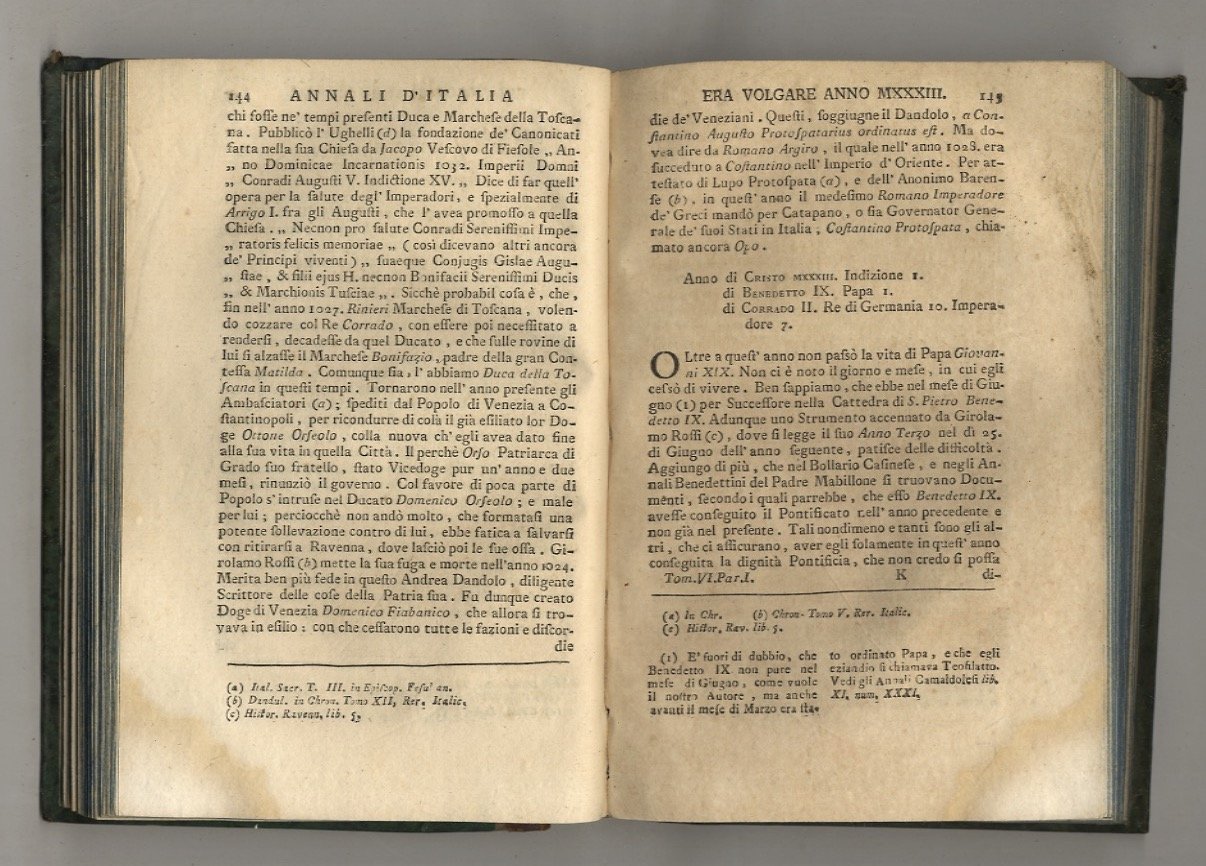 144 ANNALI D'ITALIA
chi foſſe ne' tempi preſenti Duca e Marcheſe della Toſca-
na. Pubblicò l' Ughelli (d) la fondazione de' Canonicati
fatta nella ſua Chieſa da Jacopo Veſcovo di Fieſole „ An-
„ no Dominicae Incarnationis 1032. Imperii Domni
„ Conradi Auguſti V. Indictione XV. „ Dice di far queſt'
opera per la ſalute degl' Imperadori, e ſpezialmente di
Arrigo I. fra gli Auguſti, che l' avea promoſſo a quella
Chieſa. „ Necnon pro ſalute Conradi Sereniſſimi Impe-
„ ratoris felicis memoriae „ (così dicevano altri ancora
de' Principi viventi) „ ſuaeque Conjugis Gislae Augu-
„ ſtae, & filii ejus H. necnon Bonifacii Sereniſſimi Ducis
„ & Marchionis Tuſciae „. Sicchè probabil coſa è, che,
fin nell' anno 1027. Rinieri Marcheſe di Toſcana, volen-
do cozzare col Re Corrado, con eſſere poi neceſſitato a
renderſi, decadeſſe da quel Ducato, e che ſulle rovine di
lui ſi alzaſſe il Marcheſe Bonifazio, padre della gran Con-
teſſa Matilda. Comunque ſia, l' abbiamo Duca della To-
ſcana in queſti tempi. Tornarono nell' anno preſente gli
Ambaſciatori (a); ſpediti dal Popolo di Venezia a Co-
ſtantinopoli, per ricondurre di colà il già eſiliato lor Do-
ge Ottone Orſeolo, colla nuova ch' egli avea dato fine
alla ſua vita in quella Città. Il perchè Orſo Patriarca di
Grado ſuo fratello, ſtato Vicedoge pur un' anno e due
meſi, rinunziò il governo. Col favore di poca parte di
Popolo s' intruſe nel Ducato Domenico Orſeolo; e male
per lui; perciocchè non andò molto, che formataſi una
potente ſollevazione contro di lui, ebbe fatica a ſalvarſi
con ritirarſi a Ravenna, dove laſciò poi le ſue oſſa. Gi-
rolamo Roſſi (b) mette la ſua fuga e morte nell'anno 1024.
Merita ben più fede in queſto Andrea Dandolo, diligente
Scrittore delle coſe della Patria ſua. Fu dunque creato
Doge di Venezia Domenico Flabanico, che allora ſi tro-
vava in eſilio: con che ceſſarono tutte le fazioni e diſcor-
die
(a) Ital. Sacr. T. III. in Epiſcop. Feſul an.
(b) Dandul. in Chron. Tomo XII, Rer. Italic.
(c) Hiſtor. Ravenn. lib. 5.
ERA VOLGARE ANNO MXXXIII. 145
die de' Veneziani. Queſti, ſoggiugne il Dandolo, a Con-
ſtantino Auguſto Protoſpatarius ordinatus eſt. Ma do-
vea dire da Romano Argiro, il quale nell' anno 1028. era
ſucceduto a Coſtantino nell' Imperio d' Oriente. Per at-
teſtato di Lupo Protoſpata (a), e dell' Anonimo Baren-
ſe (b), in queſt' anno il medeſimo Romano Imperadore
de' Greci mandò per Catapano, o ſia Governator Gene-
rale de' ſuoi Stati in Italia, Coſtantino Protoſpata, chia-
mato ancora Opo.
Anno di CRISTO MXXXIII. Indizione I.
di BENEDETTO IX. Papa 1.
di CORRADO II. Re di Germania 10. Impera-
dore 7.
OLtre a queſt' anno non paſsò la vita di Papa Giovan-
ni XIX. Non ci è noto il giorno e meſe, in cui egli
ceſsò di vivere. Ben ſappiamo, che ebbe nel meſe di Giu-
gno (1) per Succeſſore nella Cattedra di S. Pietro Bene-
detto IX. Adunque uno Strumento accennato da Girola-
mo Roſſi (c), dove ſi legge il ſuo Anno Terzo nel dì 25.
di Giugno dell' anno ſeguente, patiſce delle difficoltà.
Aggiungo di più, che nel Bollario Caſineſe, e negli An-
nali Benedettini del Padre Mabillone ſi truovano Docu-
menti, ſecondo i quali parrebbe, che eſſo Benedetto IX.
aveſſe conſeguito il Pontificato nell' anno precedente e
non già nel preſente. Tali nondimeno e tanti ſono gli al-
tri, che ci aſſicurano, aver egli ſolamente in queſt' anno
conſeguita la dignità Pontificia, che non credo ſi poſſa
Tom.VI.Par.I. K di-
(a) In Chr. (b) Chron. Tomo V. Rer. Italic.
(c) Hiſtor. Rav. lib. 5.
(1) E' fuori di dubbio, che
Benedetto IX non pure nel
meſe di Giugno, come vuole
il noſtro Autore, ma anche
avanti il meſe di Marzo era ſta-
to ordinato Papa, e che egli
eziandio ſi chiamava Teofilatto.
Vedi gli Annali Camaldoleſi lib.
XI. num. XXXI.